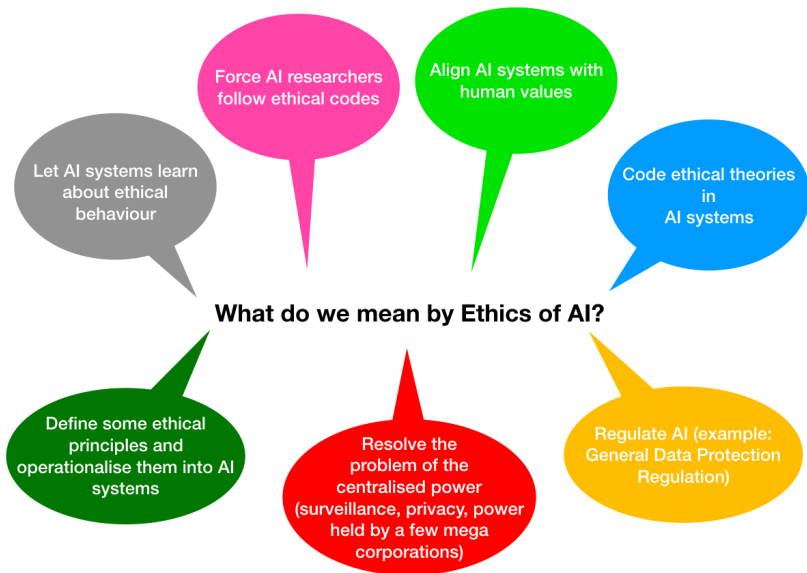 Force AI researchers
follow ethical codes
Align AI systems with
human values
Let AI systems learn
about ethical
behaviour
Code ethical theories
in
AI systems
What do we mean by Ethics of AI?
Define some ethical
principles and
operationalise them into AI
systems
Resolve the
problem of the
centralised power
(surveillance, privacy, power
held by a few mega
corporations)
Regulate AI (example:
General Data Protection
Regulation)